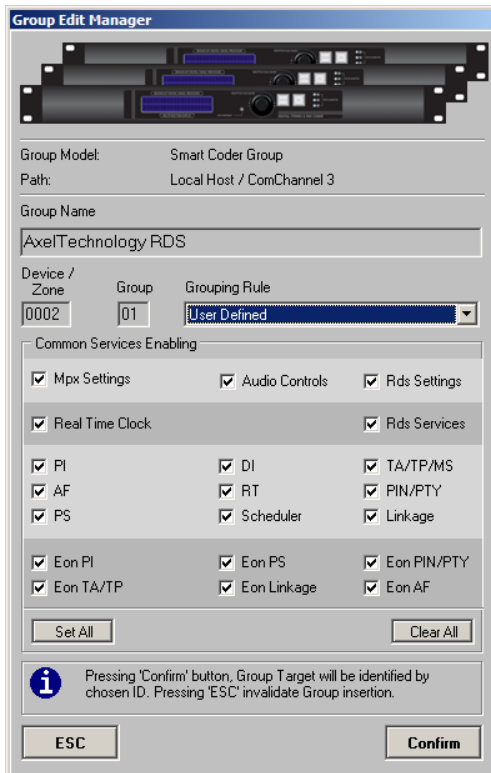 Group Edit Manager
Group Model: Smart Coder Group
Path: Local Host / ComChannel 3
Group Name
AxelTechnology RDS
Device / Zone Group Grouping Rule
0002 01 User Defined
Common Services Enabling
Mpx Settings Audio Controls Rds Settings
Real Time Clock Rds Services
PI DI TA/TP/MS
AF RT PIN/PTY
PS Scheduler Linkage
Eon PI Eon PS Eon PIN/PTY
Eon TA/TP Eon Linkage Eon AF
Set All Clear All
Pressing 'Confirm' button, Group Target will be identified by
chosen ID. Pressing 'ESC' invalidate Group insertion.
ESC Confirm